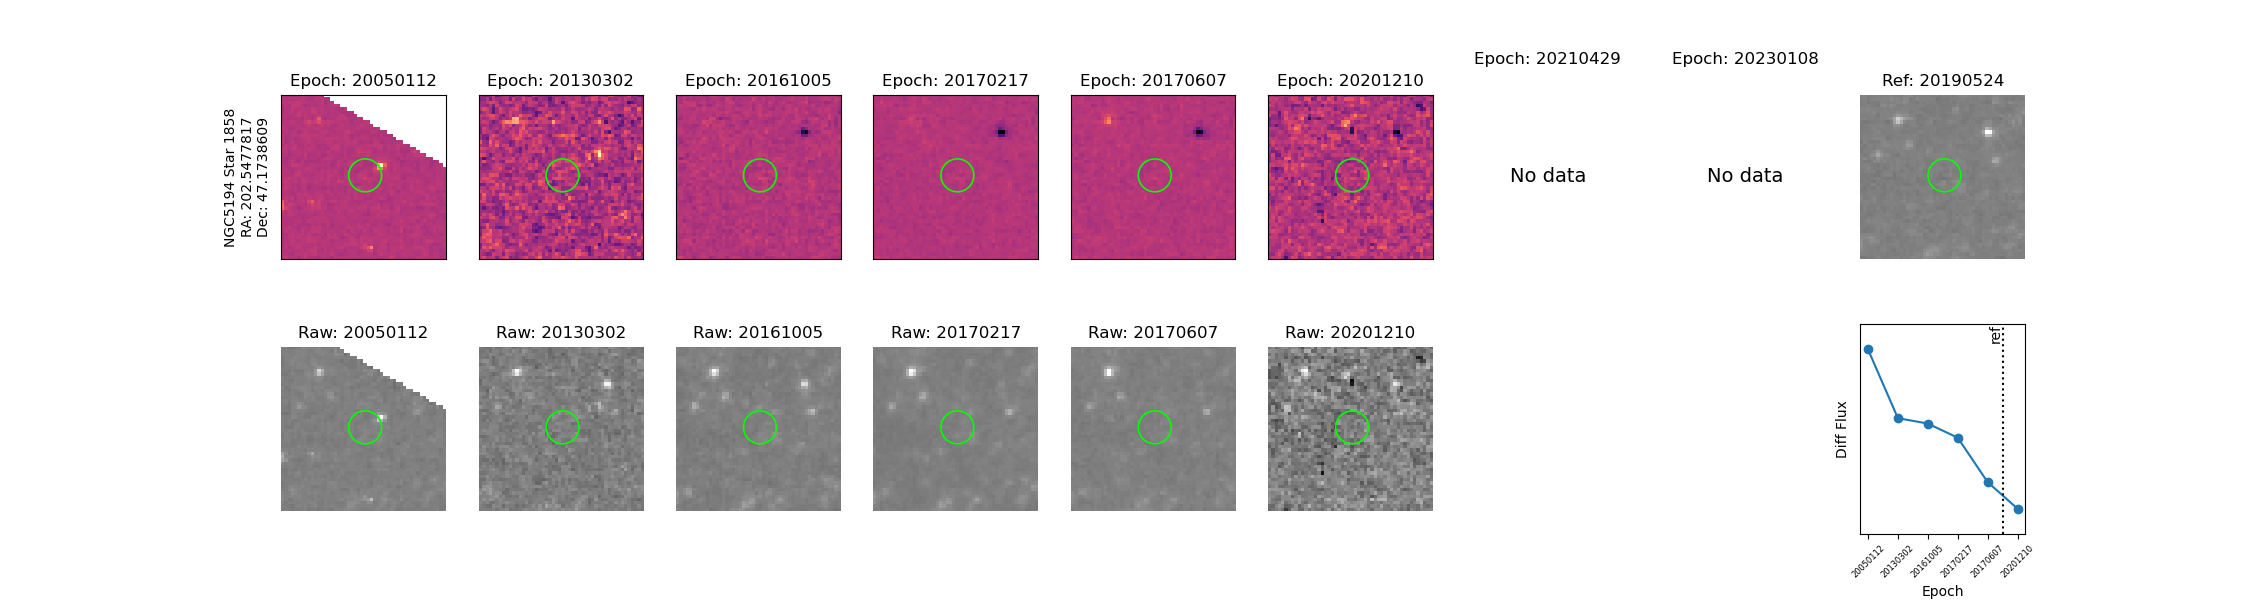 NGC5194 Star 1858
RA: 202.5477817
Dec: 47.1738609
Epoch: 20050112
Epoch: 20130302
Epoch: 20161005
Epoch: 20170217
Epoch: 20170607
Epoch: 20201210
Epoch: 20210429
Epoch: 20230108
Ref: 20190524
No data
No data
Raw: 20050112
Raw: 20130302
Raw: 20161005
Raw: 20170217
Raw: 20170607
Raw: 20201210
ref
Diff Flux
20050112
20130302
20161005
20170217
20170607
20201210
Epoch